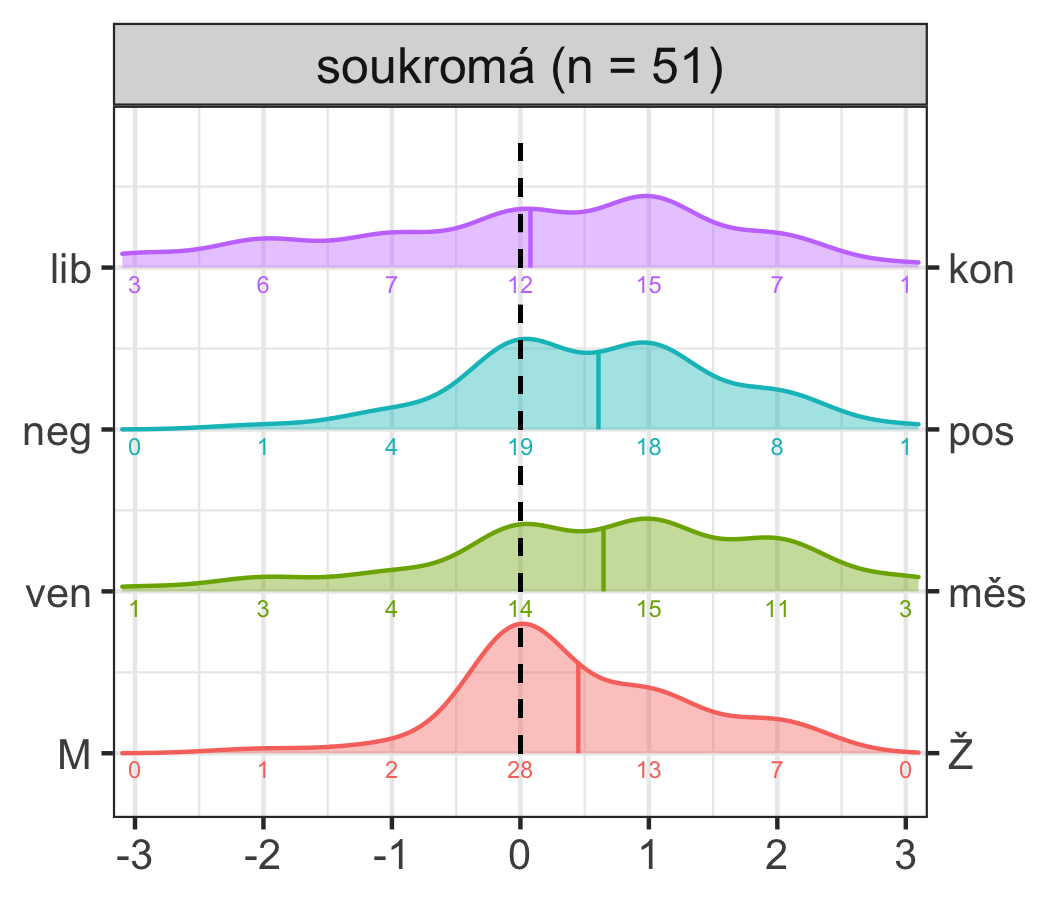 soukromá (n = 51)
lib kon
3 6 7 12 15 7 1
neg pos
0 1 4 19 18 8 1
ven měs
1 3 4 14 15 11 3
M Ž
0 1 2 28 13 7 0
-3 -2 -1 0 1 2 3